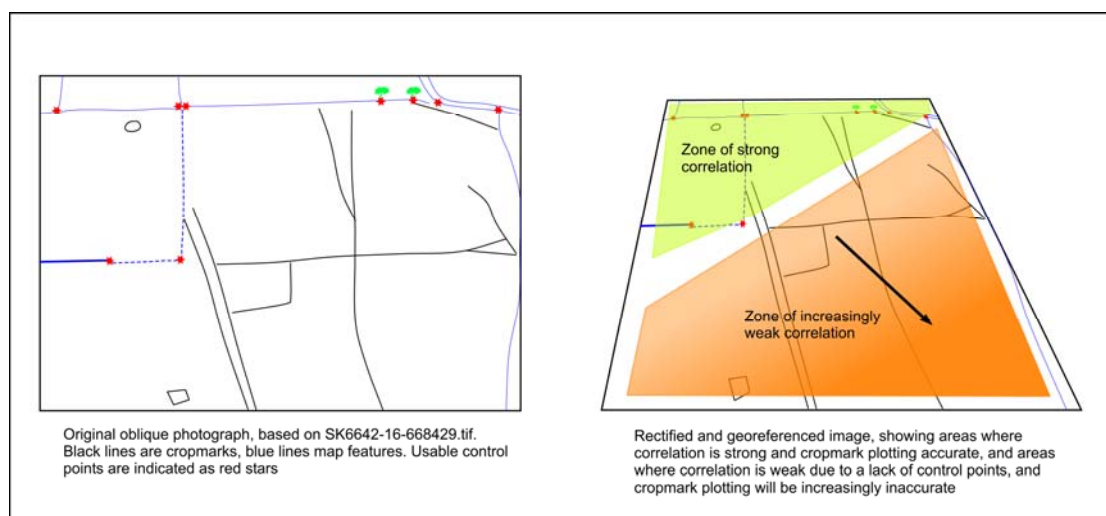 Zone of strong
correlation
Zone of increasingly
weak correlation
Original oblique photograph, based on SK6642-16-668429.tif.
Black lines are cropmarks, blue lines map features. Usable control
points are indicated as red stars
Rectified and georeferenced image, showing areas where
correlation is strong and cropmark plotting accurate, and areas
where correlation is weak due to a lack of control points, and
cropmark plotting will be increasingly inaccurate